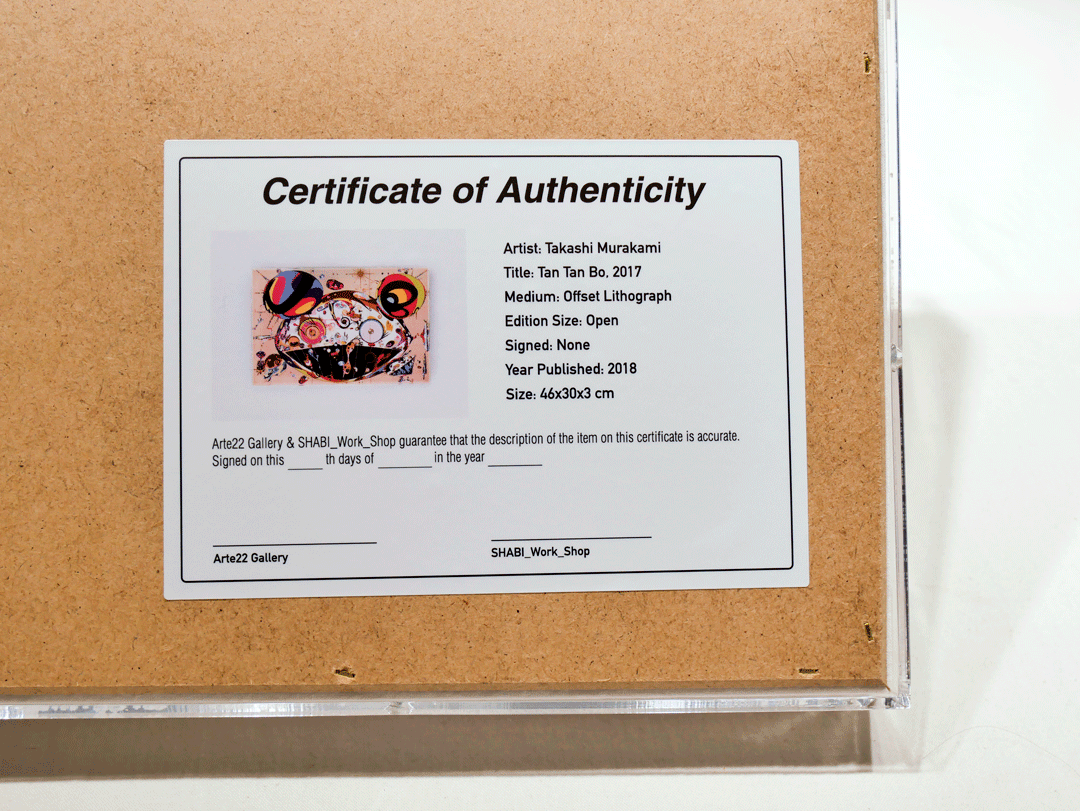 Certificate of Authenticity
Artist: Takashi Murakami
Title: Tan Tan Bo, 2017
Medium: Offset Lithograph
Edition Size: Open
Signed: None
Year Published: 2018
Size: 46x30x3 cm
Arte22 Gallery & SHABI_Work_Shop guarantee that the description of the item on this certificate is accurate.
Signed on this _____ th days of ________ in the year ________
Arte22 Gallery
SHABI_Work_Shop